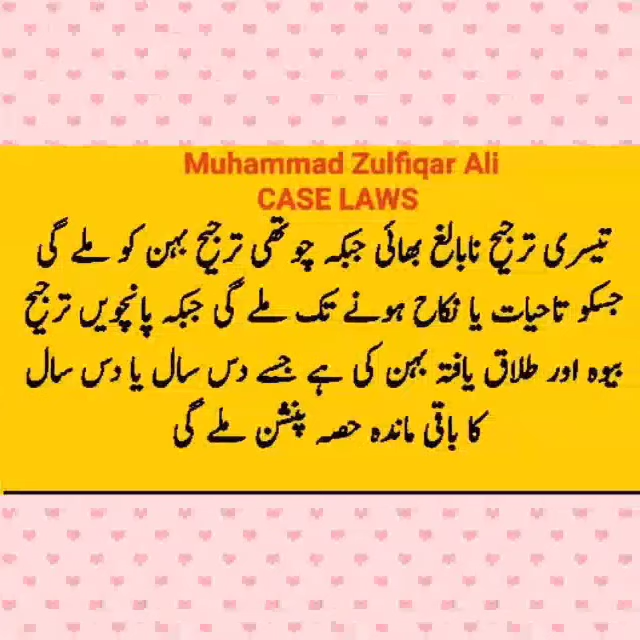 Muhammad Zulfiqar Ali
CASE LAWS
تیسری ترجیح نابالغ بھائی جبکہ چوتھی ترجیح بہن کو ملے گی
جسکو تاحیات یا نکاح ہونے تک ملے گی جبکہ پانچویں ترجیح
بیوہ اور طلاق یافتہ بہن کی ہے جسے دس سال یا دس سال
کا باقی ماندہ حصہ پنشن ملے گی